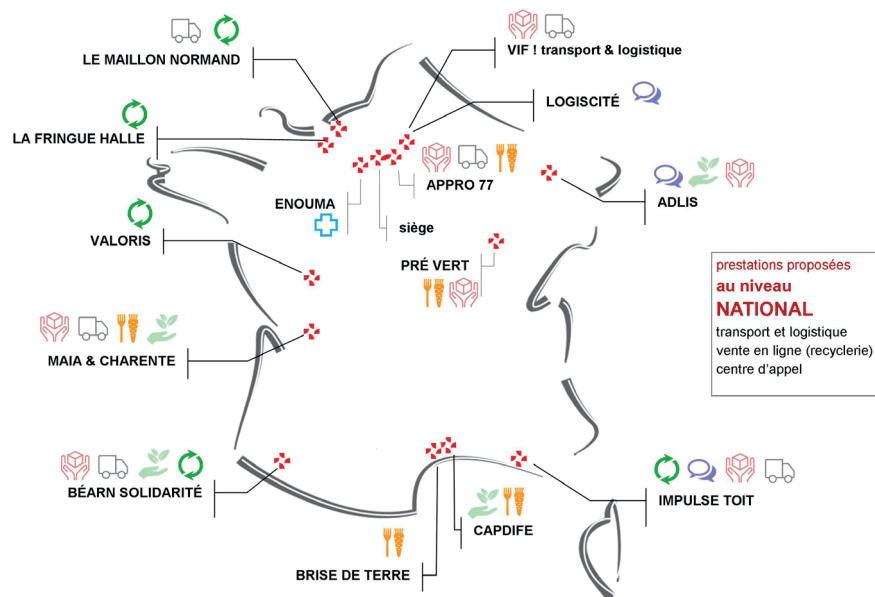 LE MAILLON NORMAND
VIF ! transport & logistique
LOGISCITÉ
LA FRINGUE HALLE
APPRO 77
ENOUMA
siège
ADLIS
VALORIS
PRÉ VERT
prestations proposées
au niveau
NATIONAL
transport et logistique
vente en ligne (recyclerie)
centre d'appel
MAIA & CHARENTE
BÉARN SOLIDARITÉ
IMPULSE TOIT
CAPDIFE
BRISE DE TERRE